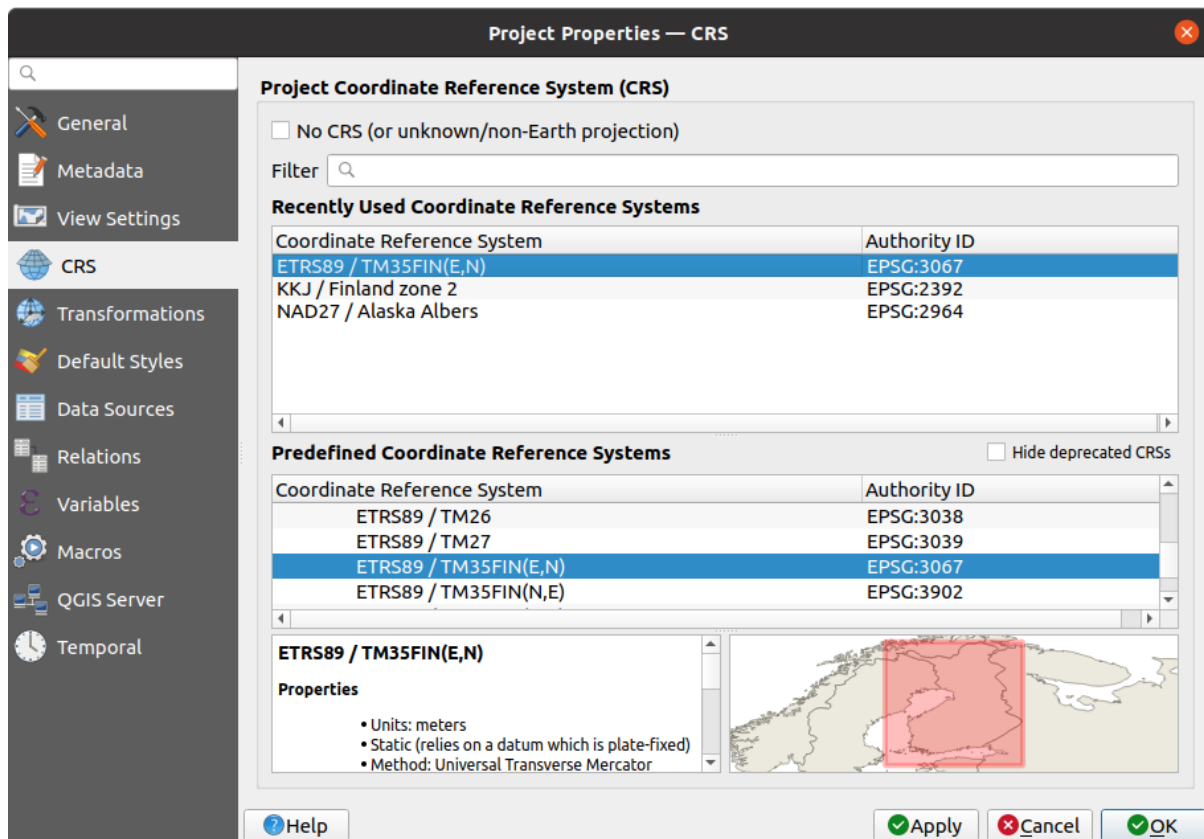 Project Properties — CRS
General
Metadata
View Settings
CRS
Transformations
Default Styles
Data Sources
Relations
Variables
Macros
QGIS Server
Temporal
Project Coordinate Reference System (CRS)
No CRS (or unknown/non-Earth projection)
Filter
Recently Used Coordinate Reference Systems
Coordinate Reference System Authority ID
ETRS89 / TM35FIN(E,N) EPSG:3067
KKJ / Finland zone 2 EPSG:2392
NAD27 / Alaska Albers EPSG:2964
Predefined Coordinate Reference Systems Hide deprecated CRSs
Coordinate Reference System Authority ID
ETRS89 / TM26 EPSG:3038
ETRS89 / TM27 EPSG:3039
ETRS89 / TM35FIN(E,N) EPSG:3067
ETRS89 / TM35FIN(N,E) EPSG:3902
ETRS89 / TM35FIN(E,N)
Properties
• Units: meters
• Static (relies on a datum which is plate-fixed)
• Method: Universal Transverse Mercator
Help Apply Cancel OK